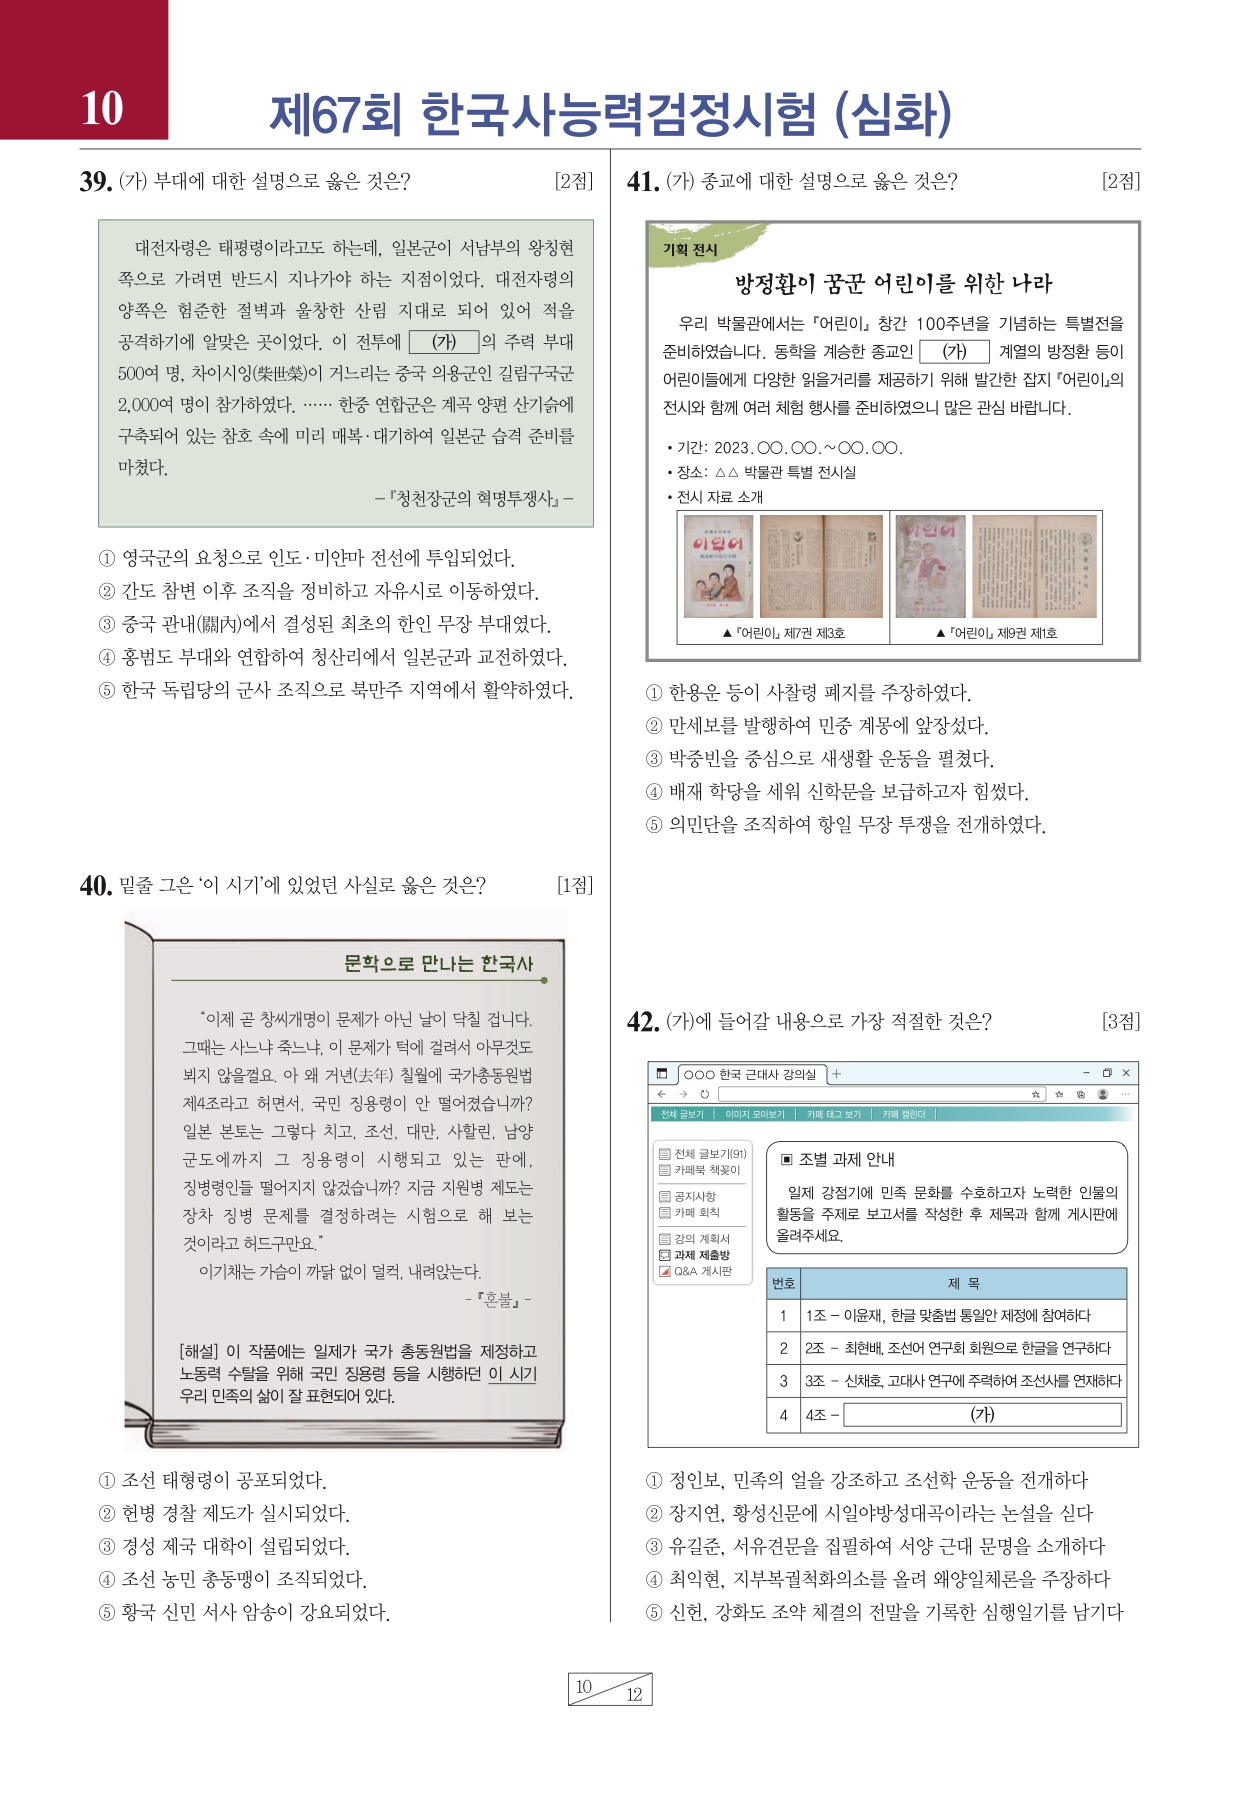 10
제67회 한국사능력검정시험 (심화)
39. (가) 부대에 대한 설명으로 옳은 것은? [2점]
대전자령은 태평령이라고도 하는데, 일본군이 서남부의 왕칭현
쪽으로 가려면 반드시 지나가야 하는 지점이었다. 대전자령의
양쪽은 험준한 절벽과 울창한 산림 지대로 되어 있어 적을
공격하기에 알맞은 곳이었다. 이 전투에 (가) 의 주력 부대
500여 명, 차이시잉(柴世榮)이 거느리는 중국 의용군인 길림구국군
2,000여 명이 참가하였다. …… 한중 연합군은 계곡 양편 산기슭에
구축되어 있는 참호 속에 미리 매복·대기하여 일본군 습격 준비를
마쳤다.
-『청천장군의 혁명투쟁사』-
① 영국군의 요청으로 인도·미얀마 전선에 투입되었다.
② 간도 참변 이후 조직을 정비하고 자유시로 이동하였다.
③ 중국 관내(關內)에서 결성된 최초의 한인 무장 부대였다.
④ 홍범도 부대와 연합하여 청산리에서 일본군과 교전하였다.
⑤ 한국 독립당의 군사 조직으로 북만주 지역에서 활약하였다.
40. 밑줄 그은 ‘이 시기’에 있었던 사실로 옳은 것은? [1점]
문학으로 만나는 한국사
“이제 곧 창씨개명이 문제가 아닌 날이 닥칠 겁니다.
그때는 사느냐 죽느냐, 이 문제가 턱에 걸려서 아무것도
뵈지 않을걸요. 아 왜 거년(去年) 칠월에 국가총동원법
제4조라고 허면서, 국민 징용령이 안 떨어졌습니까?
일본 본토는 그렇다 치고, 조선, 대만, 사할린, 남양
군도에까지 그 징용령이 시행되고 있는 판에,
징병령인들 떨어지지 않겠습니까? 지금 지원병 제도는
장차 징병 문제를 결정하려는 시험으로 해 보는
것이라고 허드구만요.”
이기채는 가슴이 까닭 없이 덜컥, 내려앉는다.
-『혼불』-
[해설] 이 작품에는 일제가 국가 총동원법을 제정하고
노동력 수탈을 위해 국민 징용령 등을 시행하던 이 시기
우리 민족의 삶이 잘 표현되어 있다.
① 조선 태형령이 공포되었다.
② 헌병 경찰 제도가 실시되었다.
③ 경성 제국 대학이 설립되었다.
④ 조선 농민 총동맹이 조직되었다.
⑤ 황국 신민 서사 암송이 강요되었다.
41. (가) 종교에 대한 설명으로 옳은 것은? [2점]
기획 전시
방정환이 꿈꾼 어린이를 위한 나라
우리 박물관에서는 『어린이』 창간 100주년을 기념하는 특별전을
준비하였습니다. 동학을 계승한 종교인 (가) 계열의 방정환 등이
어린이들에게 다양한 읽을거리를 제공하기 위해 발간한 잡지 『어린이』의
전시와 함께 여러 체험 행사를 준비하였으니 많은 관심 바랍니다.
• 기간: 2023.○○.○○.~○○.○○.
• 장소: △△ 박물관 특별 전시실
• 전시 자료 소개
어린이
어린이
▲『어린이』 제7권 제3호
▲『어린이』 제9권 제1호
① 한용운 등이 사찰령 폐지를 주장하였다.
② 만세보를 발행하여 민중 계몽에 앞장섰다.
③ 박중빈을 중심으로 새생활 운동을 펼쳤다.
④ 배재 학당을 세워 신학문을 보급하고자 힘썼다.
⑤ 의민단을 조직하여 항일 무장 투쟁을 전개하였다.
42. (가)에 들어갈 내용으로 가장 적절한 것은? [3점]
○○○ 한국 근대사 강의실
전체 글보기 | 이미지 모아보기 | 카페 태그 보기 | 카페 캘린더 |
전체 글보기(91)
카페북 책꽂이
공지사항
카페 회칙
강의 계획서
과제 제출방
Q&A 게시판
▣ 조별 과제 안내
일제 강점기에 민족 문화를 수호하고자 노력한 인물의
활동을 주제로 보고서를 작성한 후 제목과 함께 게시판에
올려주세요.
번호 제 목
1 1조 - 이윤재, 한글 맞춤법 통일안 제정에 참여하다
2 2조 - 최현배, 조선어 연구회 회원으로 한글을 연구하다
3 3조 - 신채호, 고대사 연구에 주력하여 조선사를 연재하다
4 4조 - (가)
① 정인보, 민족의 얼을 강조하고 조선학 운동을 전개하다
② 장지연, 황성신문에 시일야방성대곡이라는 논설을 싣다
③ 유길준, 서유견문을 집필하여 서양 근대 문명을 소개하다
④ 최익현, 지부복궐척화의소를 올려 왜양일체론을 주장하다
⑤ 신헌, 강화도 조약 체결의 전말을 기록한 심행일기를 남기다
10
12